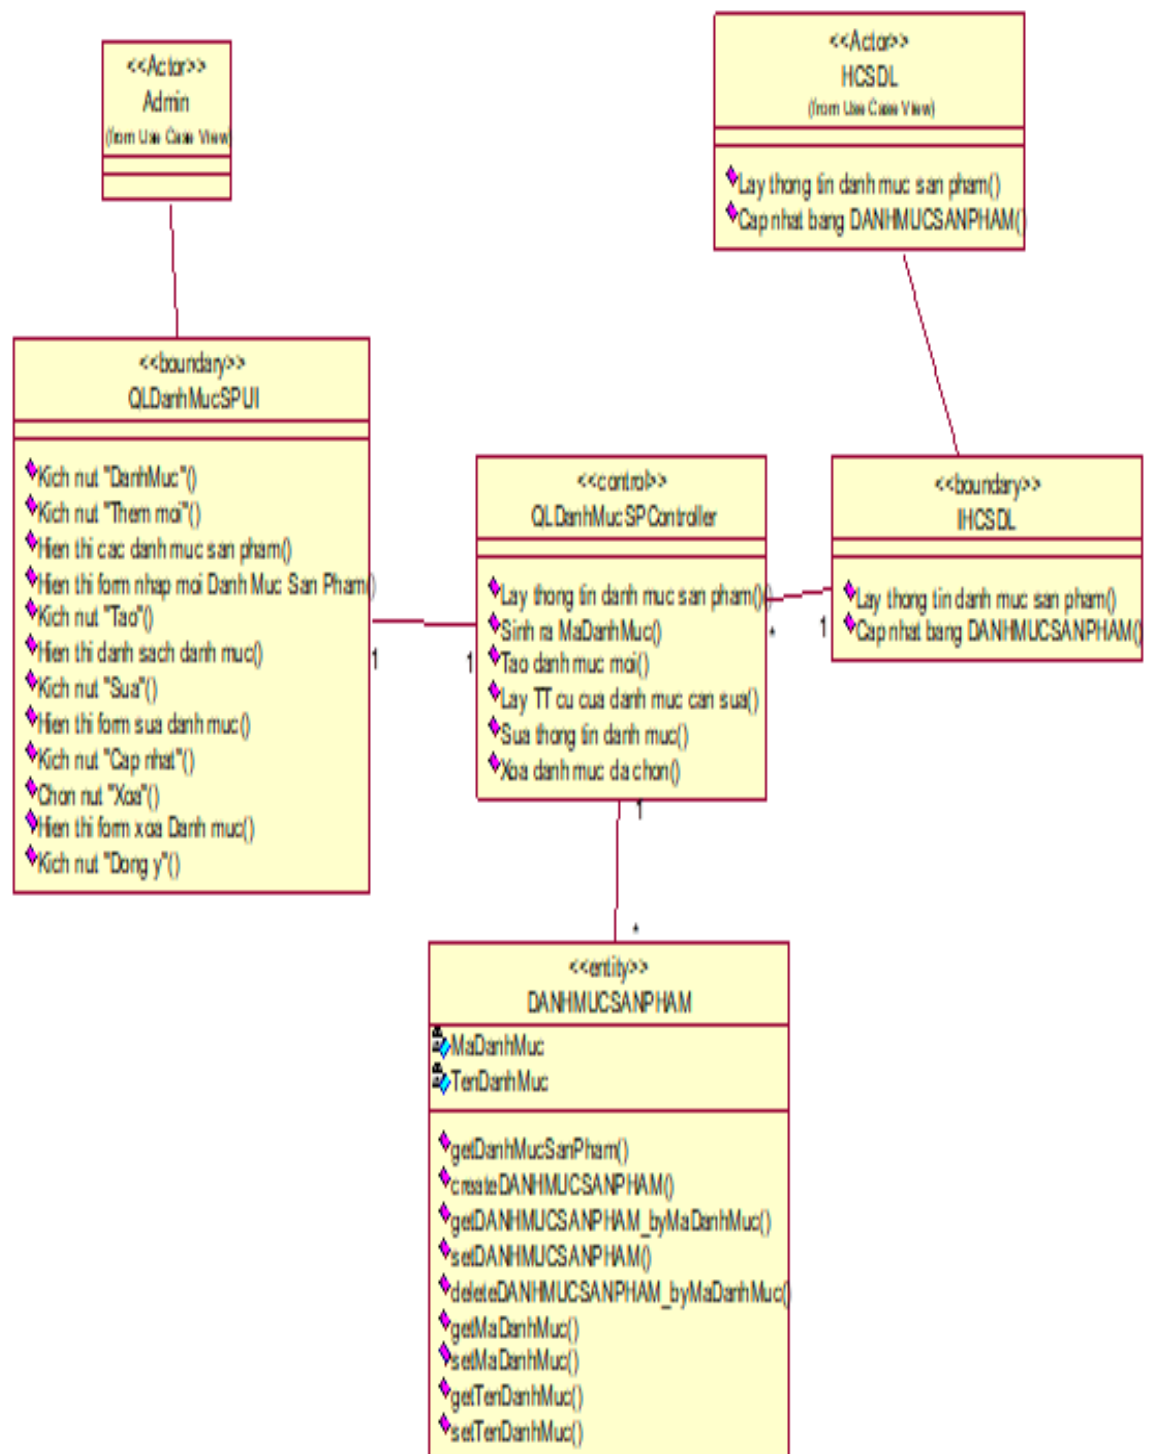 <<Actor>>
Admin
(from Use Case View)
<<Actor>>
HCSDL
(from Use Case View)
Lay thong tin danh muc san pham()
Cap nhat bang DANHMUCSANPHAM()
<<boundary>>
QLDanhMucSPUI
Kich nut "DanhMuc"()
Kich nut "Them moi"()
Hien thi cac danh muc san pham()
Hien thi form nhap moi Danh Muc San Pham()
Kich nut "Tao"()
Hien thi danh sach danh muc()
Kich nut "Sua"()
Hien thi form sua danh muc()
Kich nut "Cap nhat"()
Chon nut "Xoa"()
Hien thi form xoa Danh muc()
Kich nut "Dong y"()
1
1
<<control>>
QLDanhMucSPController
Lay thong tin danh muc san pham()()
Sinh ra MaDanhMuc()
Tao danh muc moi()
Lay TT cu cua danh muc can sua()
Sua thong tin danh muc()
Xoa danh muc da chon()
*
1
<<boundary>>
IHCSDL
Lay thong tin danh muc san pham()
Cap nhat bang DANHMUCSANPHAM()
1
*
<<entity>>
DANHMUCSANPHAM
MaDanhMuc
TenDanhMuc
getDanhMucSanPham()
createDANHMUCSANPHAM()
getDANHMUCSANPHAM_byMaDanhMuc()
setDANHMUCSANPHAM()
deleteDANHMUCSANPHAM_byMaDanhMuc()
getMaDanhMuc()
setMaDanhMuc()
getTenDanhMuc()
setTenDanhMuc()